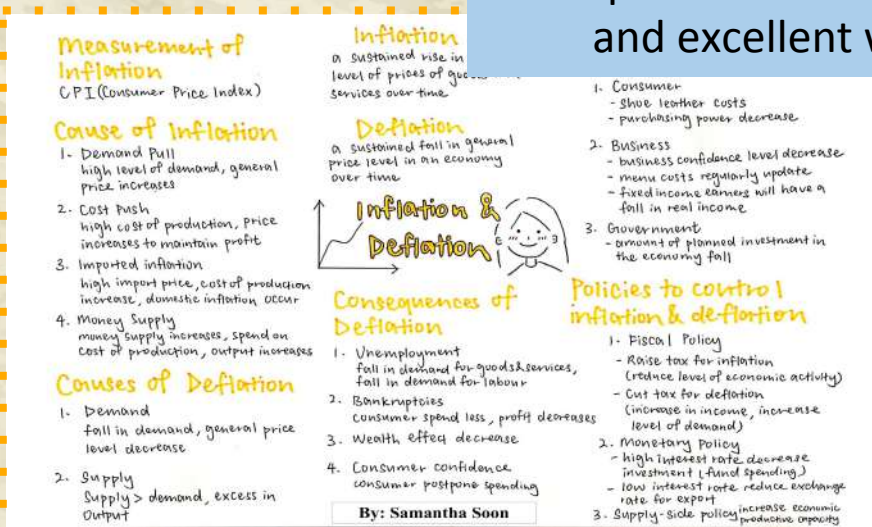 and excellent
Measurement of
Inflation
CPI (Consumer Price Index)
Cause of Inflation
1. Demand Pull
high level of demand, general
price increases
2. Cost Push
high cost of production, price
increases to maintain profit
3. Imported inflation
high import price, cost of production
increase, domestic inflation occur
4. Money Supply
money supply increases, spend on
cost of production, output increases
Causes of Deflation
1. Demand
fall in demand, general price
level decrease
2. Supply
Supply > demand, excess in
output
Inflation
a sustained rise in
level of prices of
services over time
Deflation
a sustained fall in general
price level in an economy
over time
Inflation &
Deflation
Consequences of
Deflation
1. Unemployment
fall in demand for goods & services,
fall in demand for labour
2. Bankruptcies
consumer spend less, profit decreases
3. Wealth effect decrease
4. Consumer confidence
consumer postpone spending
By: Samantha Soon
1. Consumer
- shoe leather costs
- purchasing power decrease
2. Business
- business confidence level decrease
- menu costs regularly update
- fixed income earners will have a
fall in real income
3. Government
- amount of planned investment in
the economy fall
Policies to control
inflation & deflation
1. Fiscal Policy
- Raise tax for inflation
(reduce level of economic activity)
- Cut tax for deflation
(increase in income, increase
level of demand)
2. Monetary Policy
- high interest rate decrease
investment (fund spending)
- low interest rate reduce exchange
rate for export
3. Supply-side policy increase economic
productive capacity